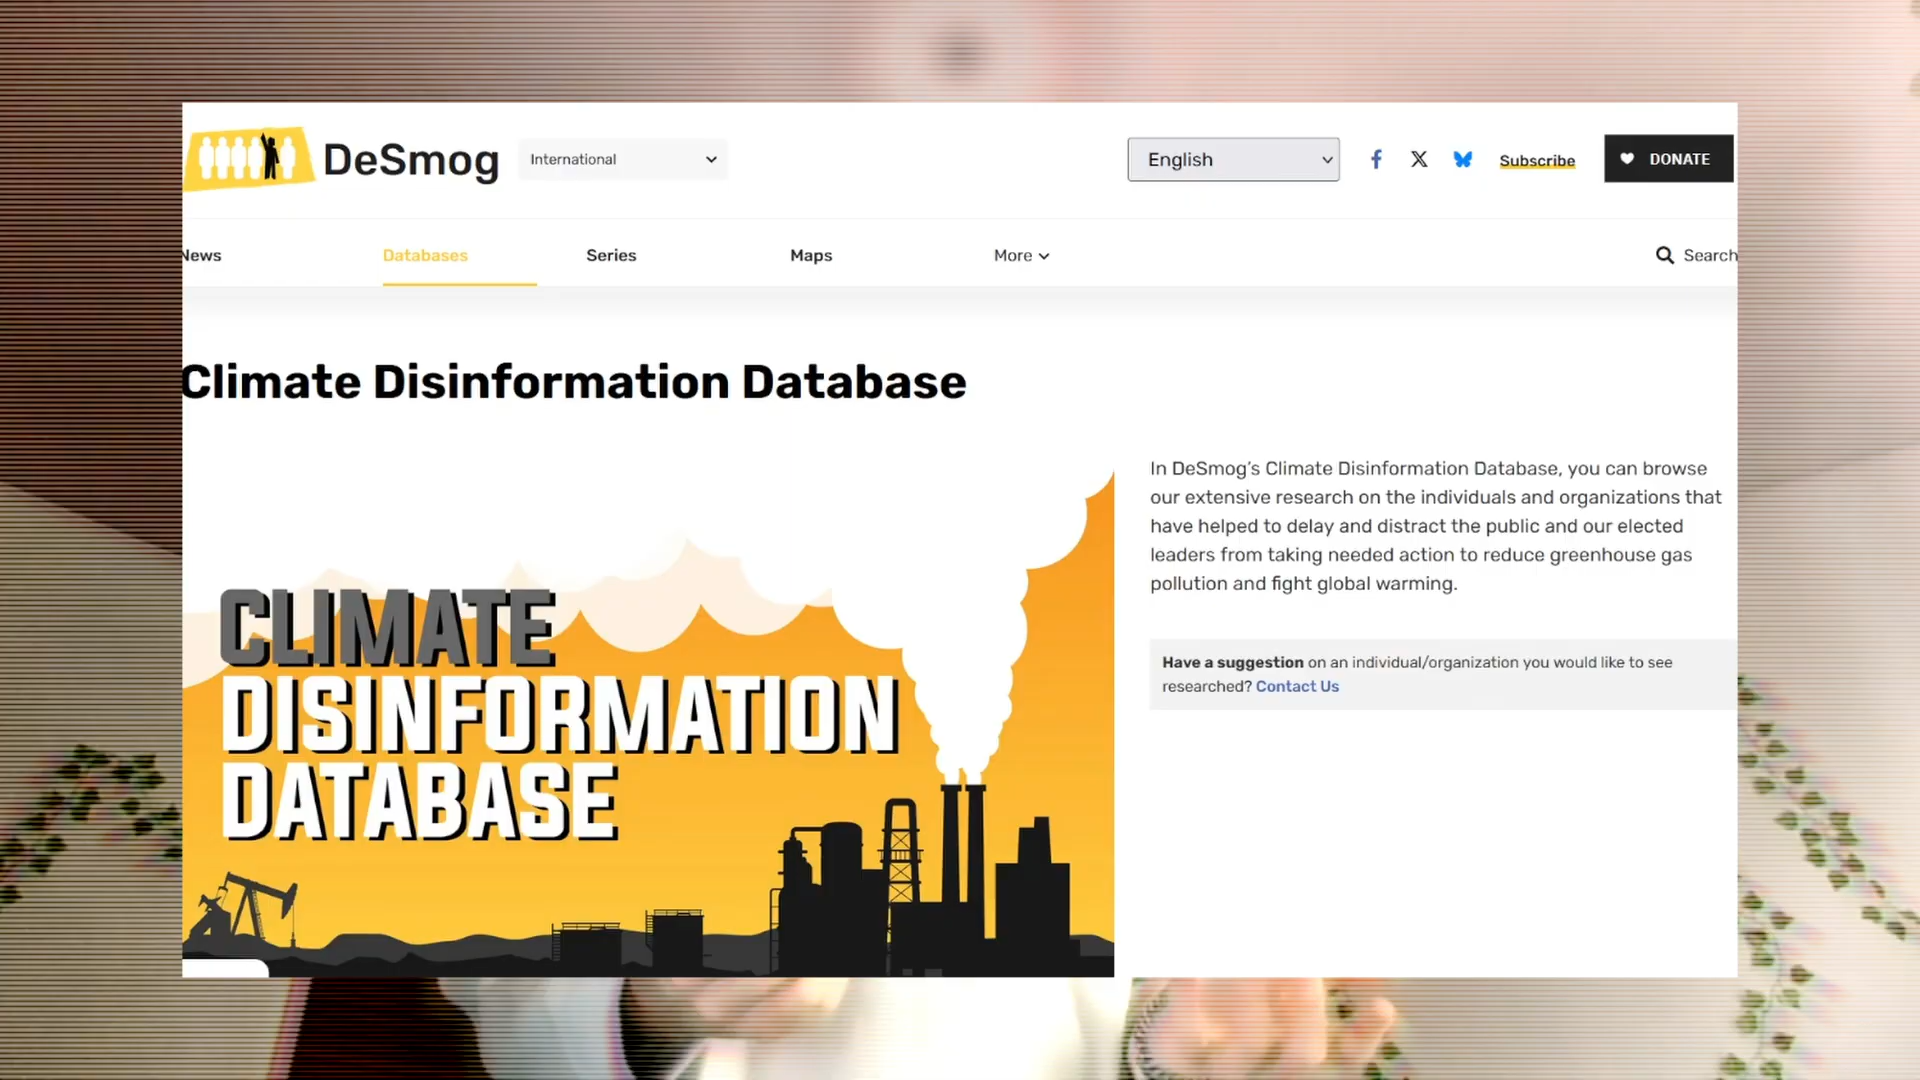 DeSmog
International
English
Subscribe
DONATE
News
Databases
Series
Maps
More
Search
Climate Disinformation Database
CLIMATE
DISINFORMATION
DATABASE
In DeSmog's Climate Disinformation Database, you can browse
our extensive research on the individuals and organizations that
have helped to delay and distract the public and our elected
leaders from taking needed action to reduce greenhouse gas
pollution and fight global warming.
Have a suggestion on an individual/organization you would like to see
researched? Contact Us